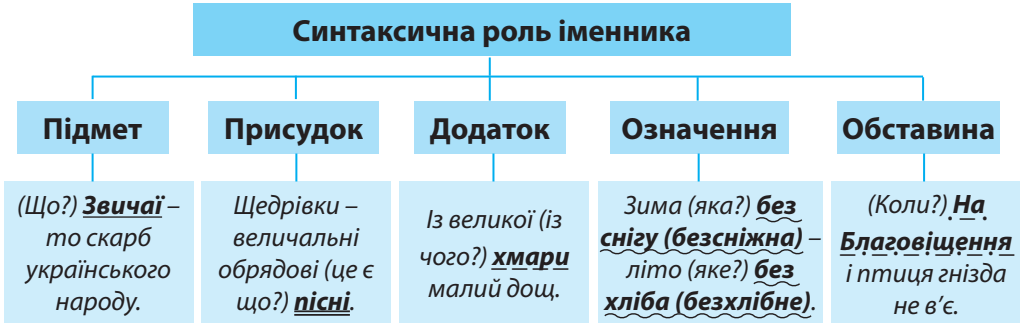 Синтаксична роль іменника
Підмет
Присудок
Додаток
Означення
Обставина
(Що?) Звичаї –
то скарб
українського
народу.
Щедрівки –
величальні
обрядові (це є
що?) пісні.
Із великої (із
чого?) хмари
малий дощ.
Зима (яка?) без
снігу (безсніжна) –
літо (яке?) без
хліба (безхлібне).
(Коли?) На
Благовіщення
і птиця гнізда
не в’є.